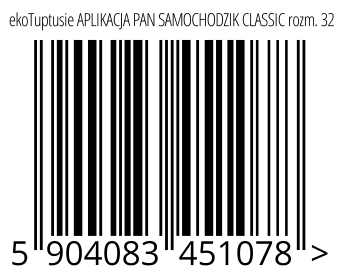 ekoTuptusie APLIKACJA PAN SAMOCHODZIK CLASSIC rozm. 32
5 904083 451078 >